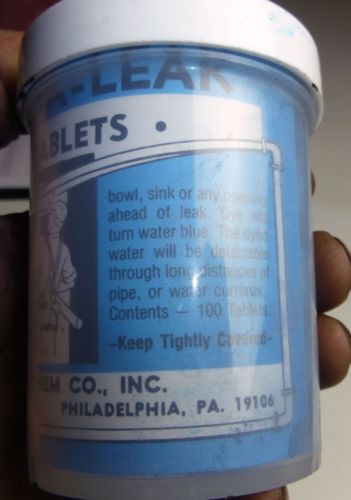 -LEAK
ABLETS •
bowl, sink or any opening
ahead of leak. Dye will
turn water blue. The dyed
water will be detectable
through long distances of
pipe, or water currents.
Contents — 100 Tablets.
-Keep Tightly Covered-
HEM CO., INC.
PHILADELPHIA, PA. 19106